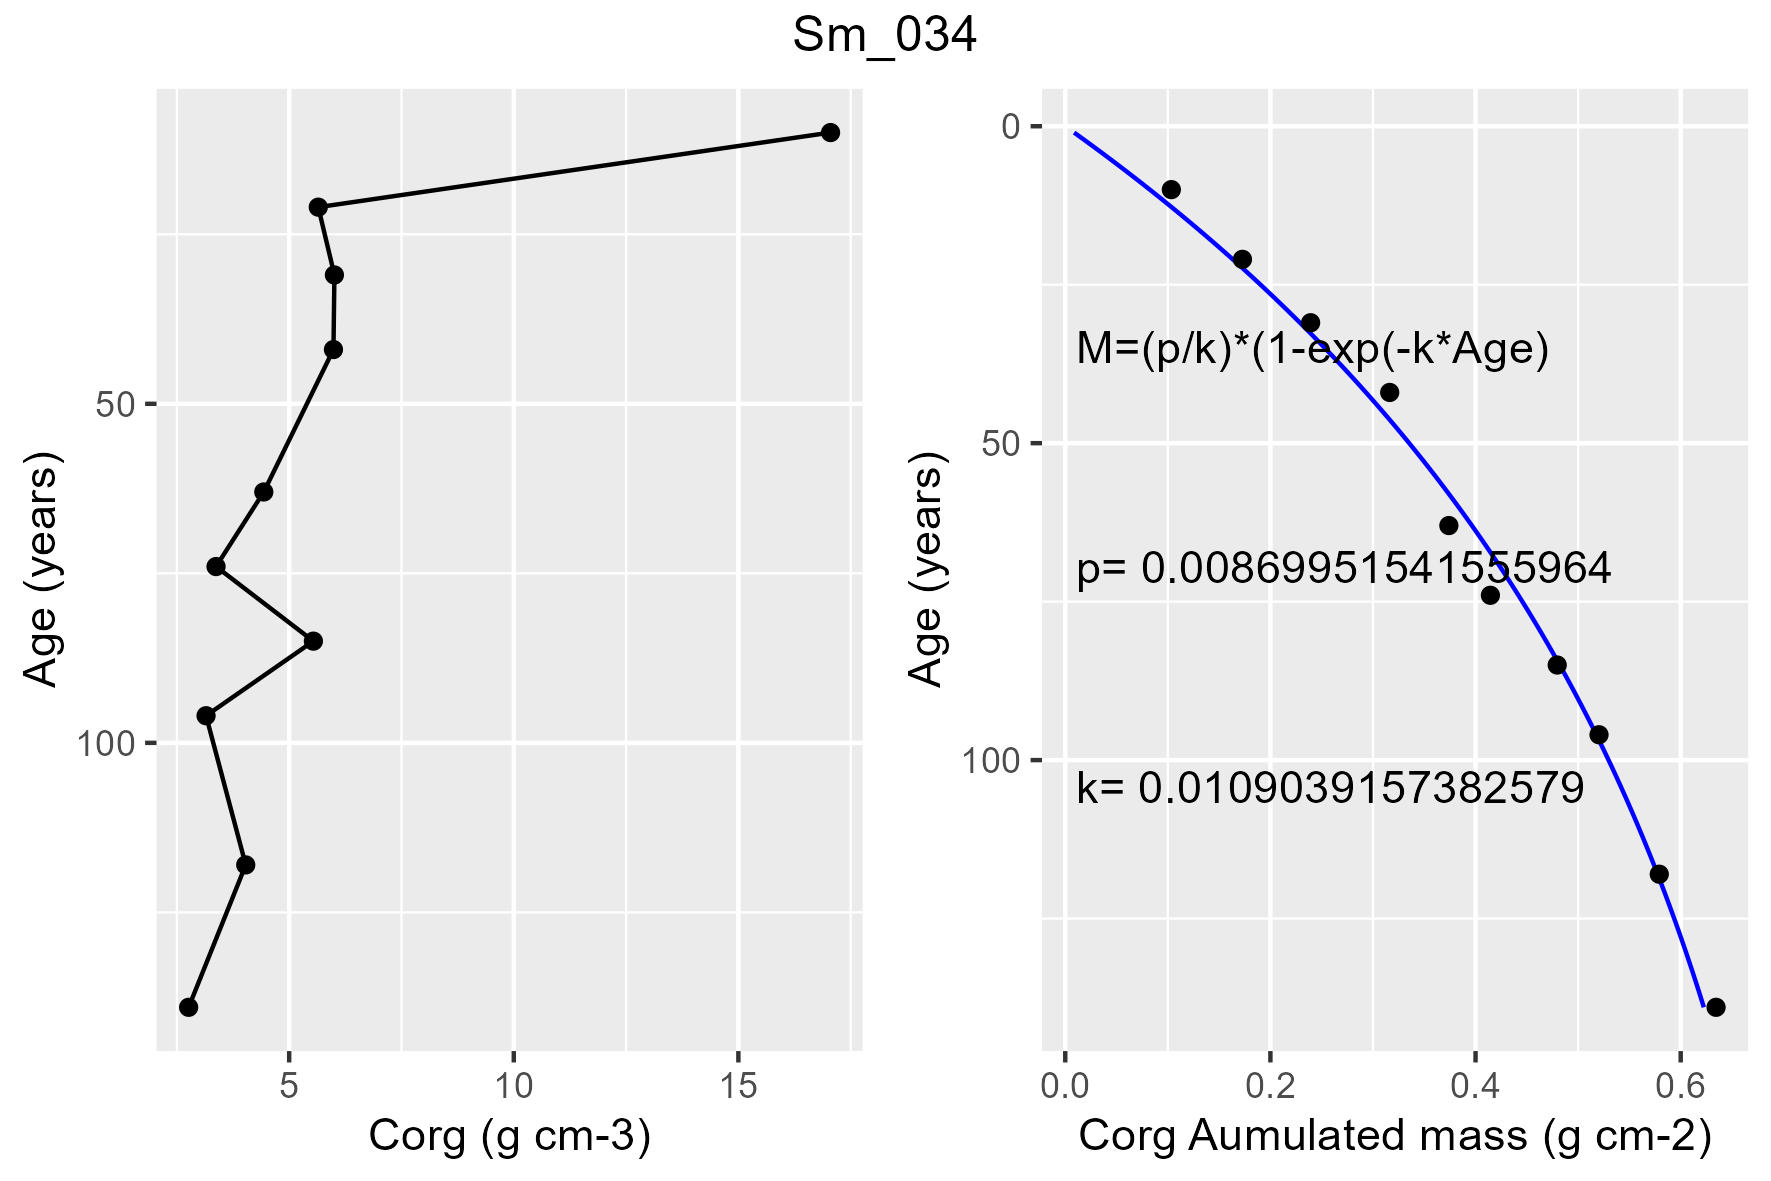 Sm_034
Age (years)
50
100
5
10
15
Corg (g cm-3)
Age (years)
0
50
100
M=(p/k)*(1-exp(-k*Age)
p= 0.00869951541555964
k= 0.0109039157382579
0.0
0.2
0.4
0.6
Corg Aumulated mass (g cm-2)